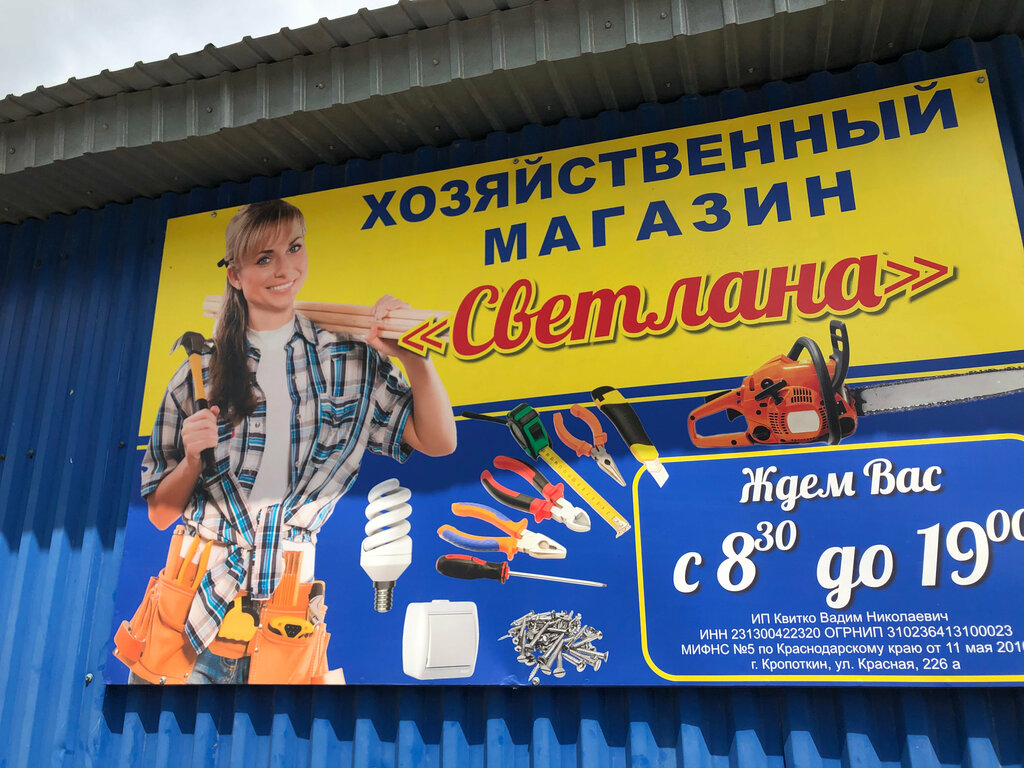 ХОЗЯЙСТВЕННЫЙ
МАГАЗИН
«Светлана»
Ждем Вас
с 8³⁰ до 19⁰⁰
ИП Квитко Вадим Николаевич
ИНН 231300422320 ОГРНИП 310236413100023
МИФНС №5 по Краснодарскому краю от 11 мая
г. Кропоткин, ул. Красная, 226 а